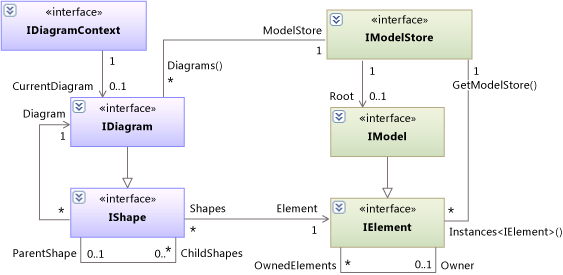 «interface»
IDiagramContext
«interface»
IModelStore
ModelStore
1
1
Diagrams()
*
1
1
GetModelStore()
CurrentDiagram
0..1
Root
0..1
Diagram
1
«interface»
IDiagram
«interface»
IModel
«interface»
IShape
«interface»
IElement
*
Shapes
*
Element
1
*
Instances<IElement>()
ParentShape
0..1
0..*
ChildShapes
OwnedElements
*
0..1
Owner